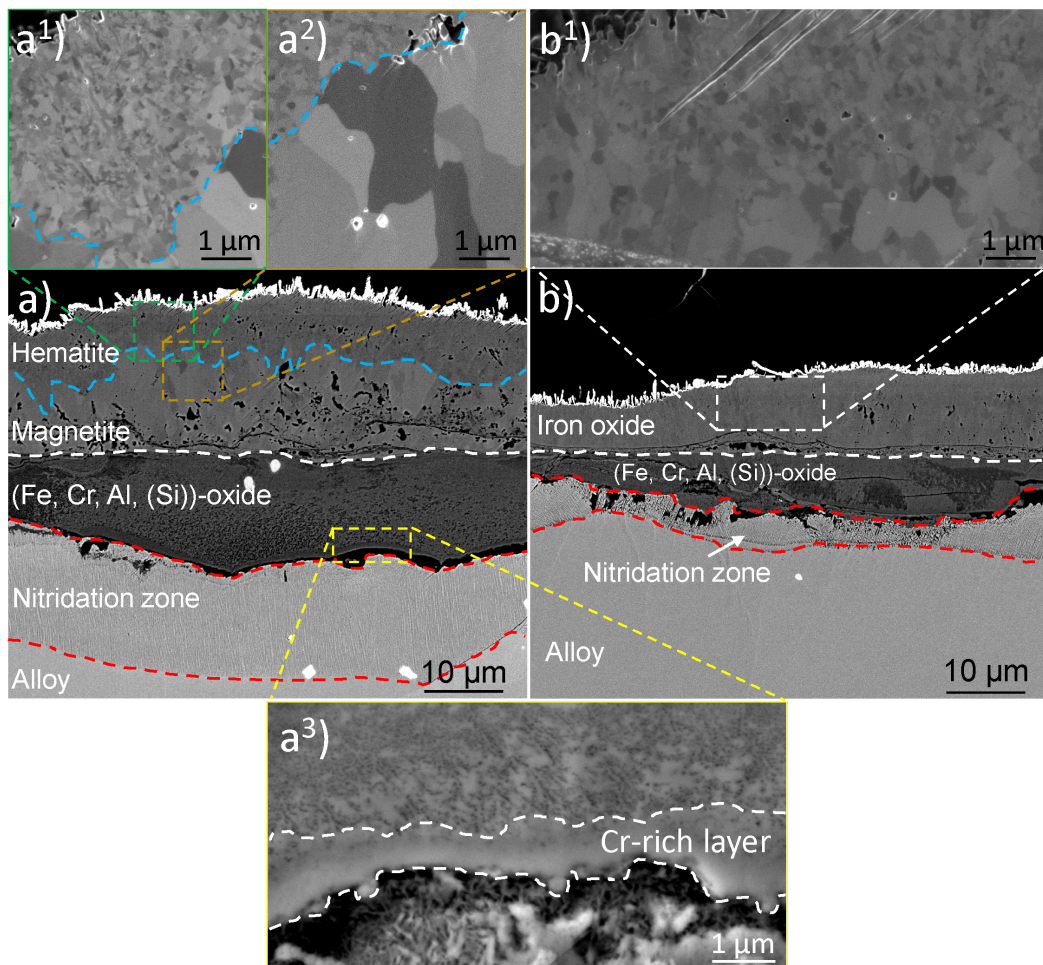 a¹)
1 µm
a²)
1 µm
b¹)
1 µm
a)
Hematite
Magnetite
(Fe, Cr, Al, (Si))-oxide
Nitridation zone
Alloy
10 µm
b)
Iron oxide
(Fe, Cr, Al, (Si))-oxide
Nitridation zone
Alloy
10 µm
a³)
Cr-rich layer
1 µm